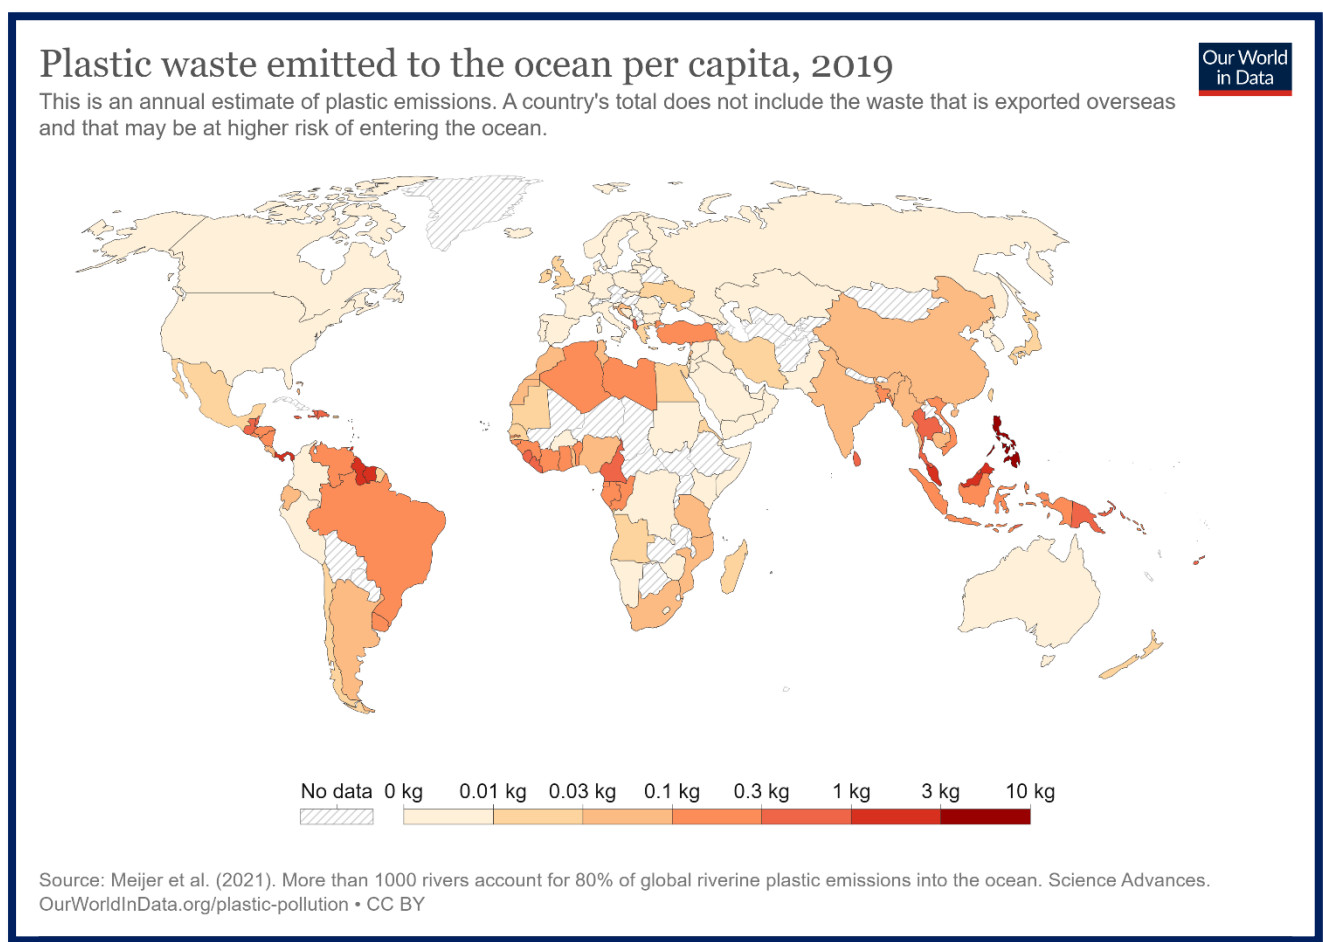 Plastic waste emitted to the ocean per capita, 2019
Our World
in Data
This is an annual estimate of plastic emissions. A country's total does not include the waste that is exported overseas
and that may be at higher risk of entering the ocean.
No data 0 kg 0.01 kg 0.03 kg 0.1 kg 0.3 kg 1 kg 3 kg 10 kg
Source: Meijer et al. (2021). More than 1000 rivers account for 80% of global riverine plastic emissions into the ocean. Science Advances.
OurWorldInData.org/plastic-pollution • CC BY